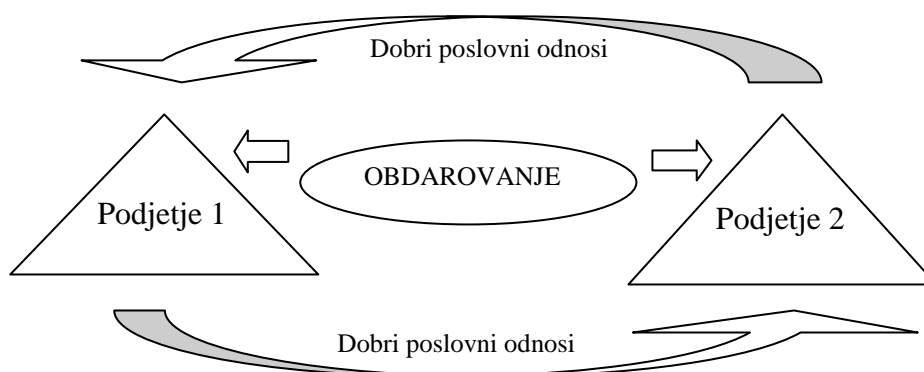 Dobri poslovni odnosi
OBDAROVANJE
Podjetje 1
Podjetje 2
Dobri poslovni odnosi